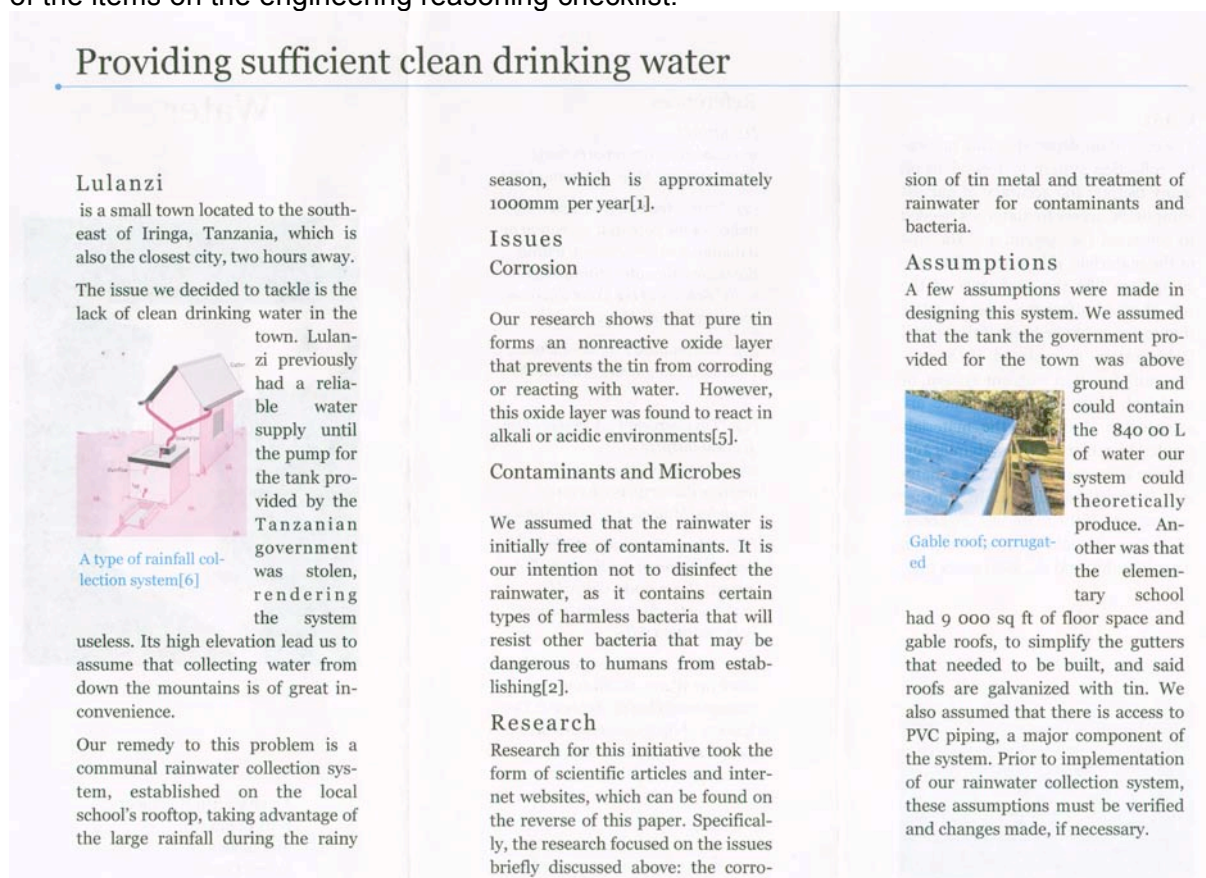 of the items on the engineering reasoning checklist.
Providing sufficient clean drinking water
Lulanzi
is a small town located to the south-
east of Iringa, Tanzania, which is
also the closest city, two hours away.
The issue we decided to tackle is the
lack of clean drinking water in the
town. Lulan-
zi previously
had a relia-
ble water
supply until
the pump for
the tank pro-
vided by the
Tanzanian
government
was stolen,
rendering
the system
A type of rainfall col-
lection system[6]
useless. Its high elevation lead us to
assume that collecting water from
down the mountains is of great in-
convenience.
Our remedy to this problem is a
communal rainwater collection sys-
tem, established on the local
school's rooftop, taking advantage of
the large rainfall during the rainy
season, which is approximately
1000mm per year[1].
Issues
Corrosion
Our research shows that pure tin
forms an nonreactive oxide layer
that prevents the tin from corroding
or reacting with water. However,
this oxide layer was found to react in
alkali or acidic environments[5].
Contaminants and Microbes
We assumed that the rainwater is
initially free of contaminants. It is
our intention not to disinfect the
rainwater, as it contains certain
types of harmless bacteria that will
resist other bacteria that may be
dangerous to humans from estab-
lishing[2].
Research
Research for this initiative took the
form of scientific articles and inter-
net websites, which can be found on
the reverse of this paper. Specifical-
ly, the research focused on the issues
briefly discussed above: the corro-
sion of tin metal and treatment of
rainwater for contaminants and
bacteria.
Assumptions
A few assumptions were made in
designing this system. We assumed
that the tank the government pro-
vided for the town was above
ground and
could contain
the 840 00 L
of water our
system could
theoretically
produce. An-
other was that
the elemen-
tary school
Gable roof; corrugat-
ed
had 9 000 sq ft of floor space and
gable roofs, to simplify the gutters
that needed to be built, and said
roofs are galvanized with tin. We
also assumed that there is access to
PVC piping, a major component of
the system. Prior to implementation
of our rainwater collection system,
these assumptions must be verified
and changes made, if necessary.